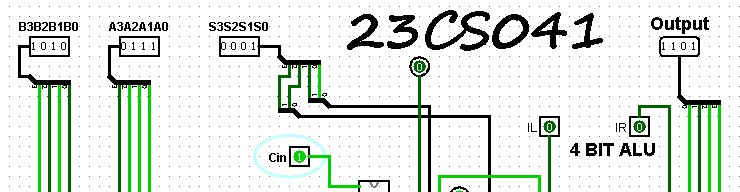 B3B2B1B0 A3A2A1A0 S3S2S1S0 23CS041 Output
1010 0111 0001 0 1101
Cin 1 IL 0 IR 0
4 BIT ALU